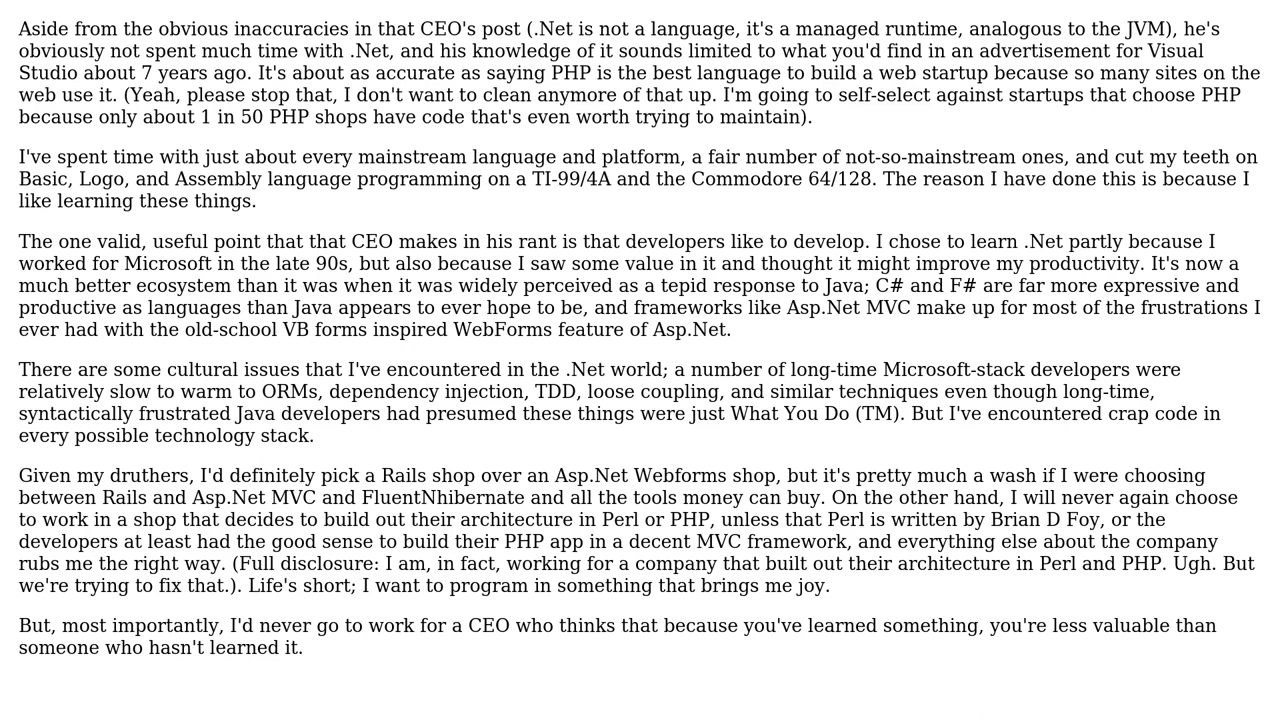 Aside from the obvious inaccuracies in that CEO's post (.Net is not a language, it's a managed runtime, analogous to the JVM), he's
obviously not spent much time with .Net, and his knowledge of it sounds limited to what you'd find in an advertisement for Visual
Studio about 7 years ago. It's about as accurate as saying PHP is the best language to build a web startup because so many sites on the
web use it. (Yeah, please stop that, I don't want to clean anymore of that up. I'm going to self-select against startups that choose PHP
because only about 1 in 50 PHP shops have code that's even worth trying to maintain).
I've spent time with just about every mainstream language and platform, a fair number of not-so-mainstream ones, and cut my teeth on
Basic, Logo, and Assembly language programming on a TI-99/4A and the Commodore 64/128. The reason I have done this is because I
like learning these things.
The one valid, useful point that that CEO makes in his rant is that developers like to develop. I chose to learn .Net partly because I
worked for Microsoft in the late 90s, but also because I saw some value in it and thought it might improve my productivity. It's now a
much better ecosystem than it was when it was widely perceived as a tepid response to Java; C# and F# are far more expressive and
productive as languages than Java appears to ever hope to be, and frameworks like Asp.Net MVC make up for most of the frustrations I
ever had with the old-school VB forms inspired WebForms feature of Asp.Net.
There are some cultural issues that I've encountered in the .Net world; a number of long-time Microsoft-stack developers were
relatively slow to warm to ORMs, dependency injection, TDD, loose coupling, and similar techniques even though long-time,
syntactically frustrated Java developers had presumed these things were just What You Do (TM). But I've encountered crap code in
every possible technology stack.
Given my druthers, I'd definitely pick a Rails shop over an Asp.Net Webforms shop, but it's pretty much a wash if I were choosing
between Rails and Asp.Net MVC and FluentNhibernate and all the tools money can buy. On the other hand, I will never again choose
to work in a shop that decides to build out their architecture in Perl or PHP, unless that Perl is written by Brian D Foy, or the
developers at least had the good sense to build their PHP app in a decent MVC framework, and everything else about the company
rubs me the right way. (Full disclosure: I am, in fact, working for a company that built out their architecture in Perl and PHP. Ugh. But
we're trying to fix that.). Life's short; I want to program in something that brings me joy.
But, most importantly, I'd never go to work for a CEO who thinks that because you've learned something, you're less valuable than
someone who hasn't learned it.